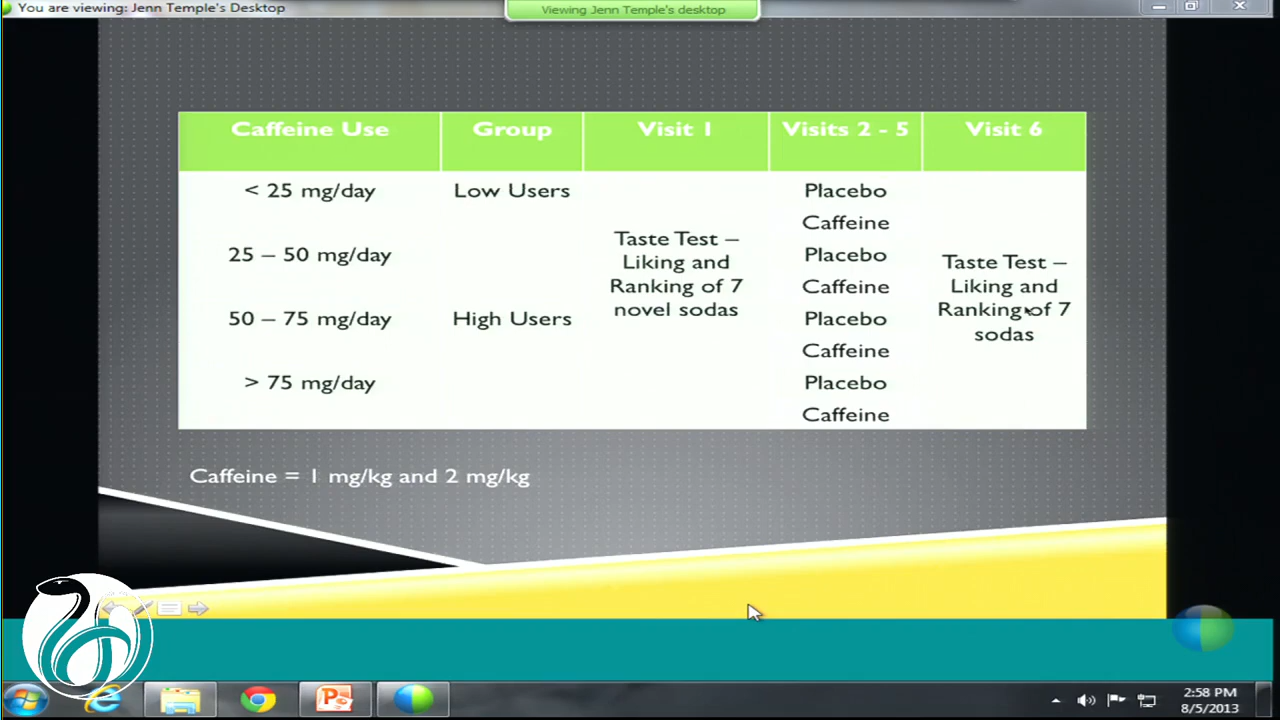 You are viewing: Jenn Temple's Desktop
Viewing Jenn Temple's desktop
Caffeine Use Group Visit 1 Visits 2 - 5 Visit 6
< 25 mg/day Low Users Placebo
Caffeine
25 – 50 mg/day Placebo
Caffeine
50 – 75 mg/day High Users Placebo
Caffeine
> 75 mg/day Placebo
Caffeine
Taste Test –
Liking and
Ranking of 7
novel sodas
Taste Test –
Liking and
Ranking of 7
sodas
Caffeine = 1 mg/kg and 2 mg/kg
2:58 PM
8/5/2013